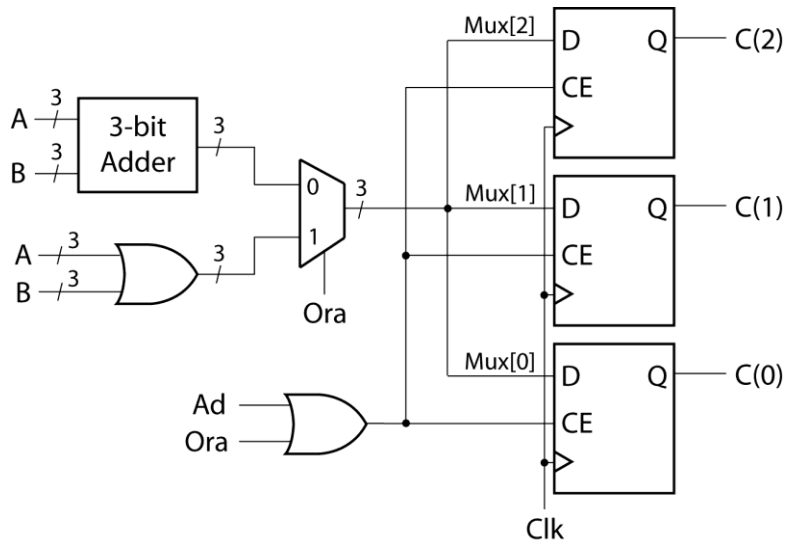 Mux[2]
D
Q
C(2)
CE
A
3
3-bit
Adder
3
B
3
0
1
3
Mux[1]
D
Q
C(1)
CE
A
3
B
3
3
Ora
Mux[0]
D
Q
C(0)
CE
Ad
Ora
Clk